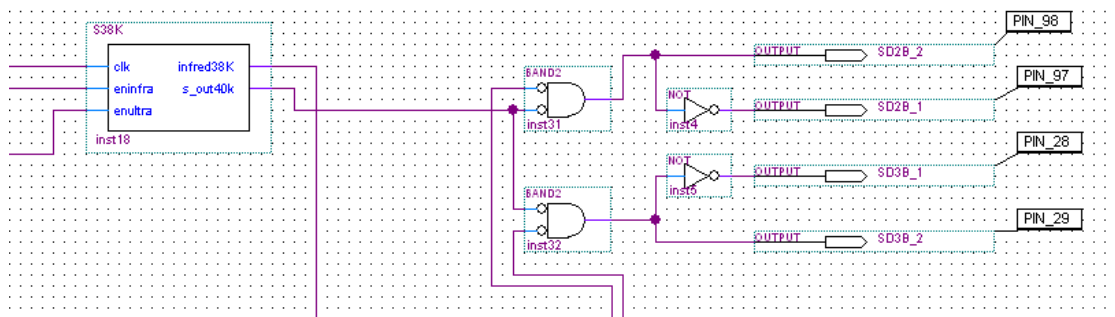 S38K
clk infred38K
eninfra s_out40k
enultra
inst18
BAND2
inst31
NOT
inst4
OUTPUT SD2B_2
PIN_98
OUTPUT SD2B_1
PIN_97
BAND2
inst32
NOT
inst5
OUTPUT SD3B_1
PIN_28
OUTPUT SD3B_2
PIN_29